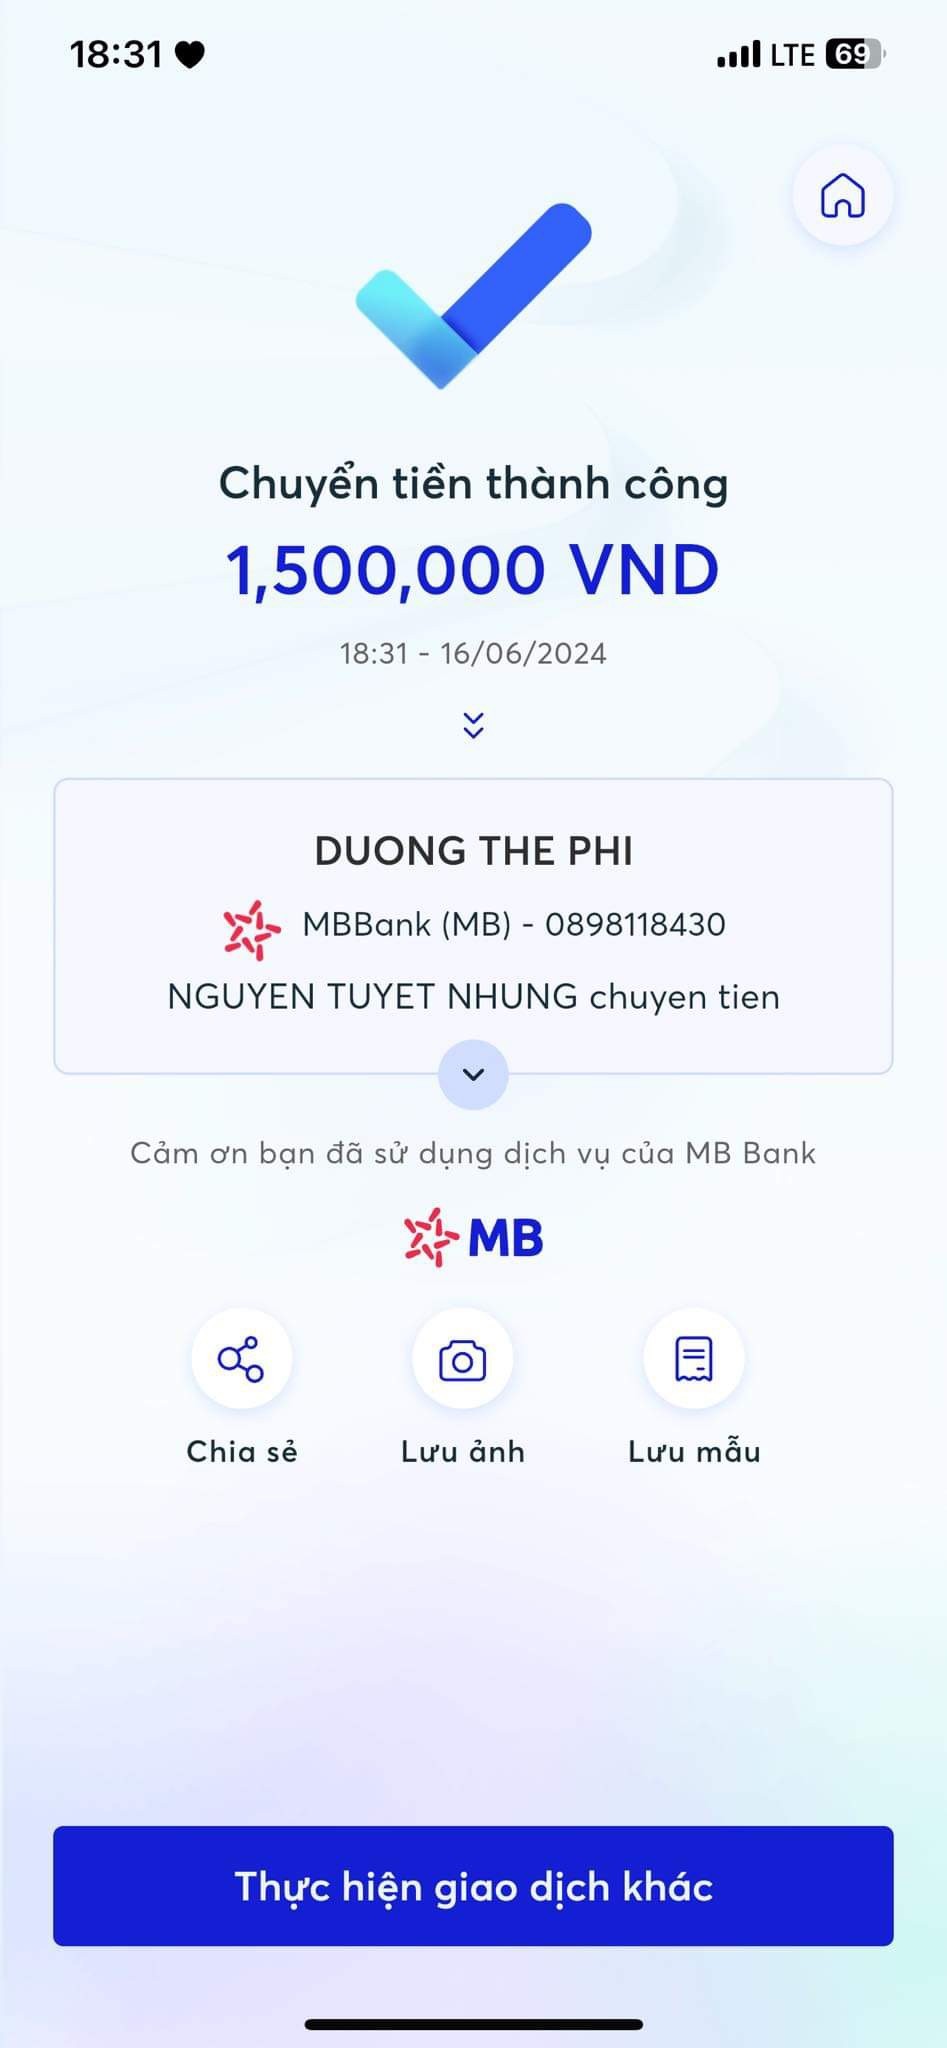 18:31 LTE 69
Chuyển tiền thành công
1,500,000 VND
18:31 - 16/06/2024
DUONG THE PHI
MBBank (MB) - 0898118430
NGUYEN TUYET NHUNG chuyen tien
Cảm ơn bạn đã sử dụng dịch vụ của MB Bank
MB
Chia sẻ Lưu ảnh Lưu mẫu
Thực hiện giao dịch khác